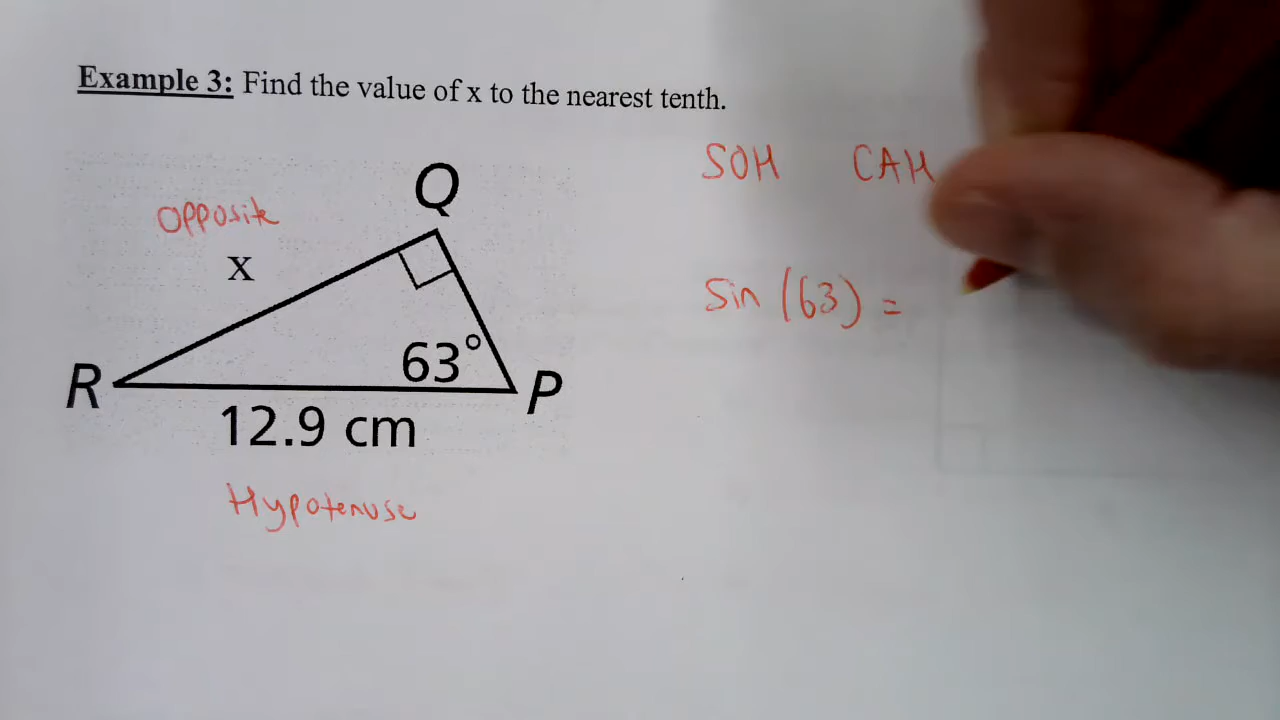 Example 3: Find the value of x to the nearest tenth.
SOH CAH
Q
Opposite
x
sin (63) =
63°
R
P
12.9 cm
Hypotenuse